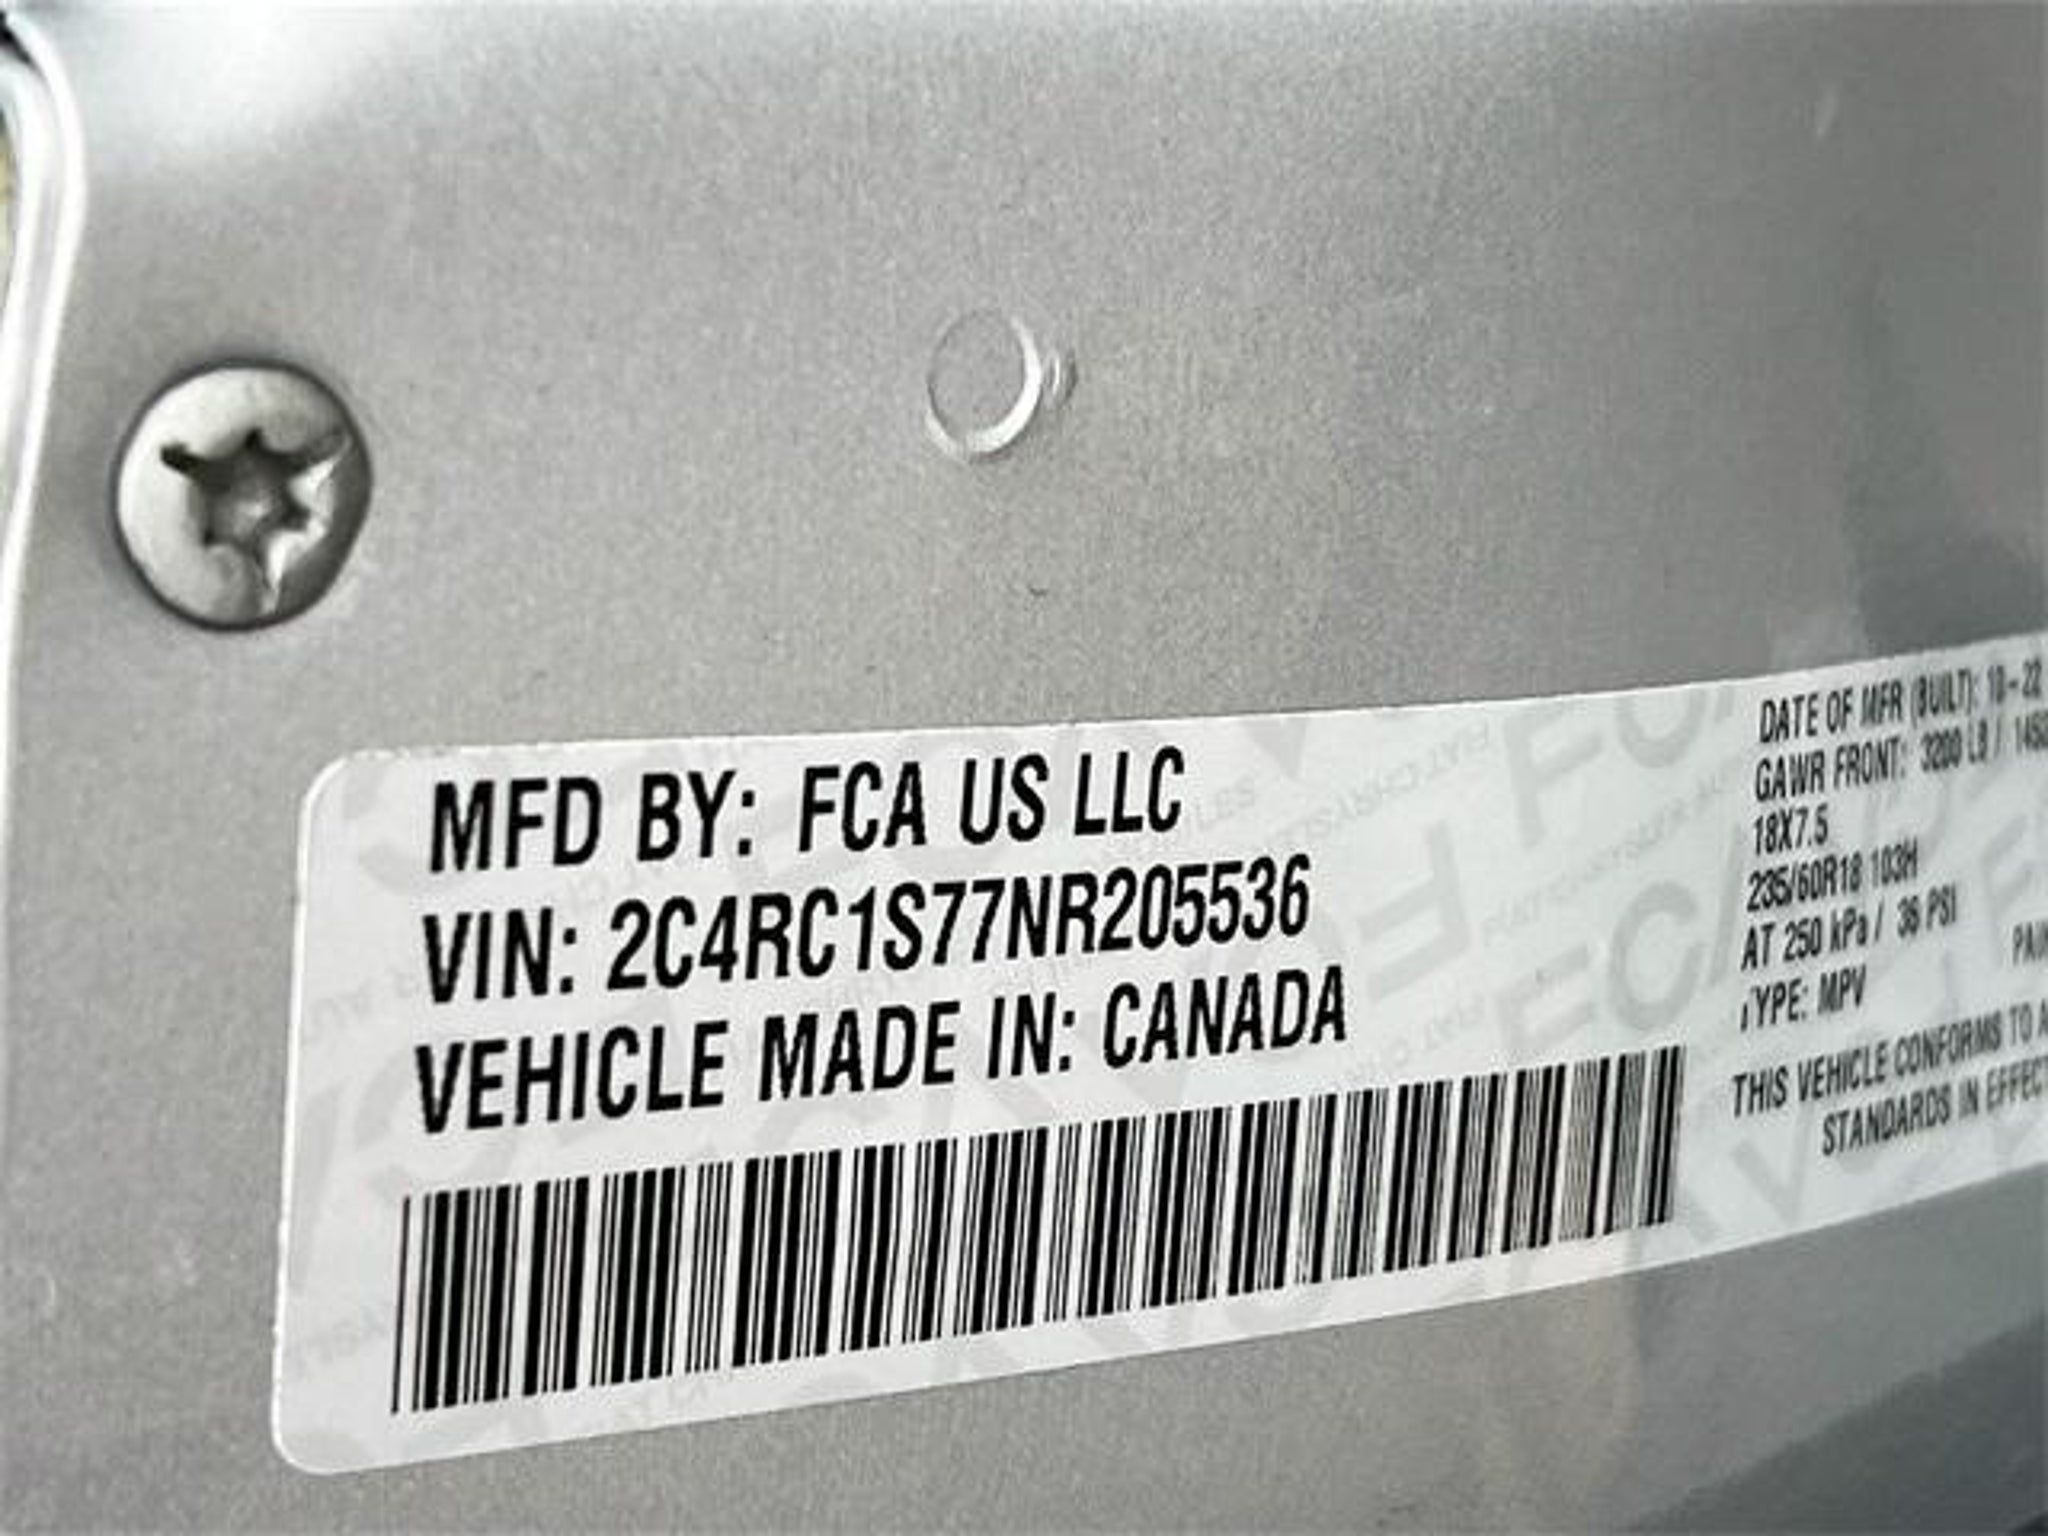 MFD BY: FCA US LLC
VIN: 2C4RC1S77NR205536
VEHICLE MADE IN: CANADA
DATE OF MFR (BUILT): 10-22
GAWR FRONT: 3200 LB /
18X7.5
235/60R18 103H
AT 250 kPa / 36 PSI
TYPE: MPV
THIS VEHICLE CONFORMS TO
STANDARDS IN EFFECT